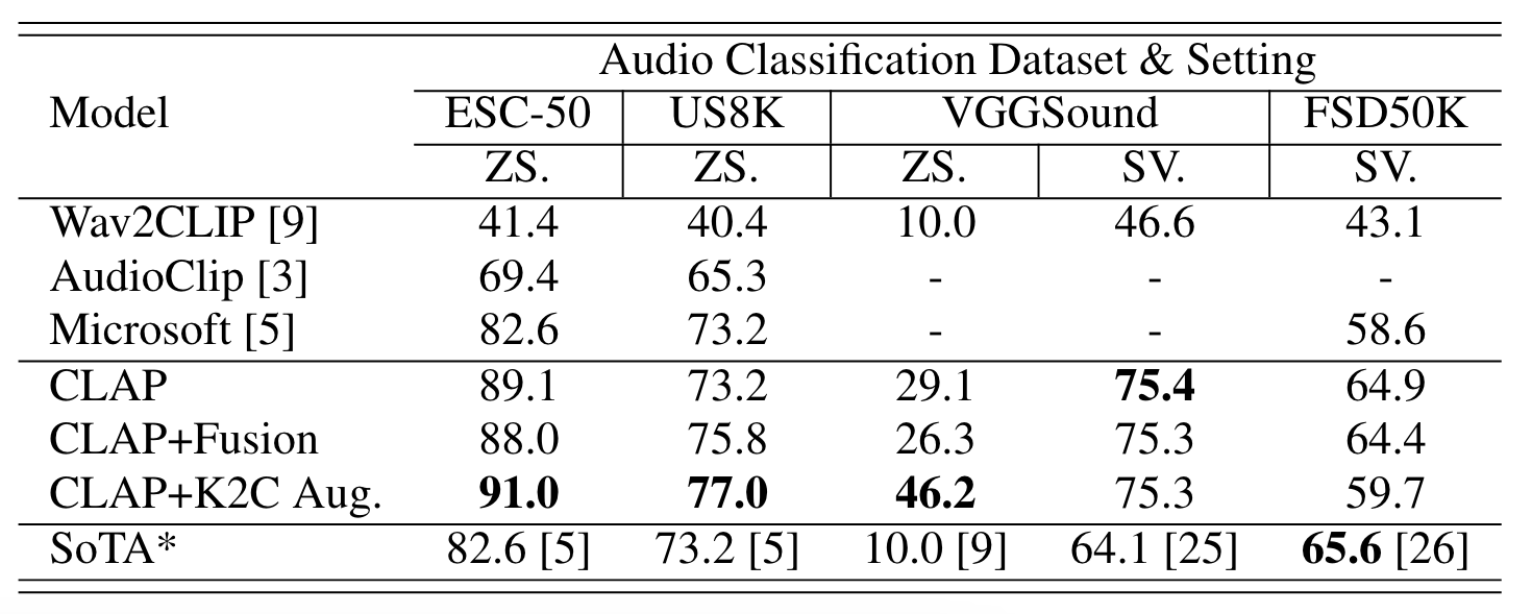 Audio Classification Dataset & Setting
Model ESC-50 US8K VGGSound FSD50K
ZS. ZS. ZS. SV. SV.
Wav2CLIP [9] 41.4 40.4 10.0 46.6 43.1
AudioClip [3] 69.4 65.3 - - -
Microsoft [5] 82.6 73.2 - - 58.6
CLAP 89.1 73.2 29.1 75.4 64.9
CLAP+Fusion 88.0 75.8 26.3 75.3 64.4
CLAP+K2C Aug. 91.0 77.0 46.2 75.3 59.7
SoTA* 82.6 [5] 73.2 [5] 10.0 [9] 64.1 [25] 65.6 [26]